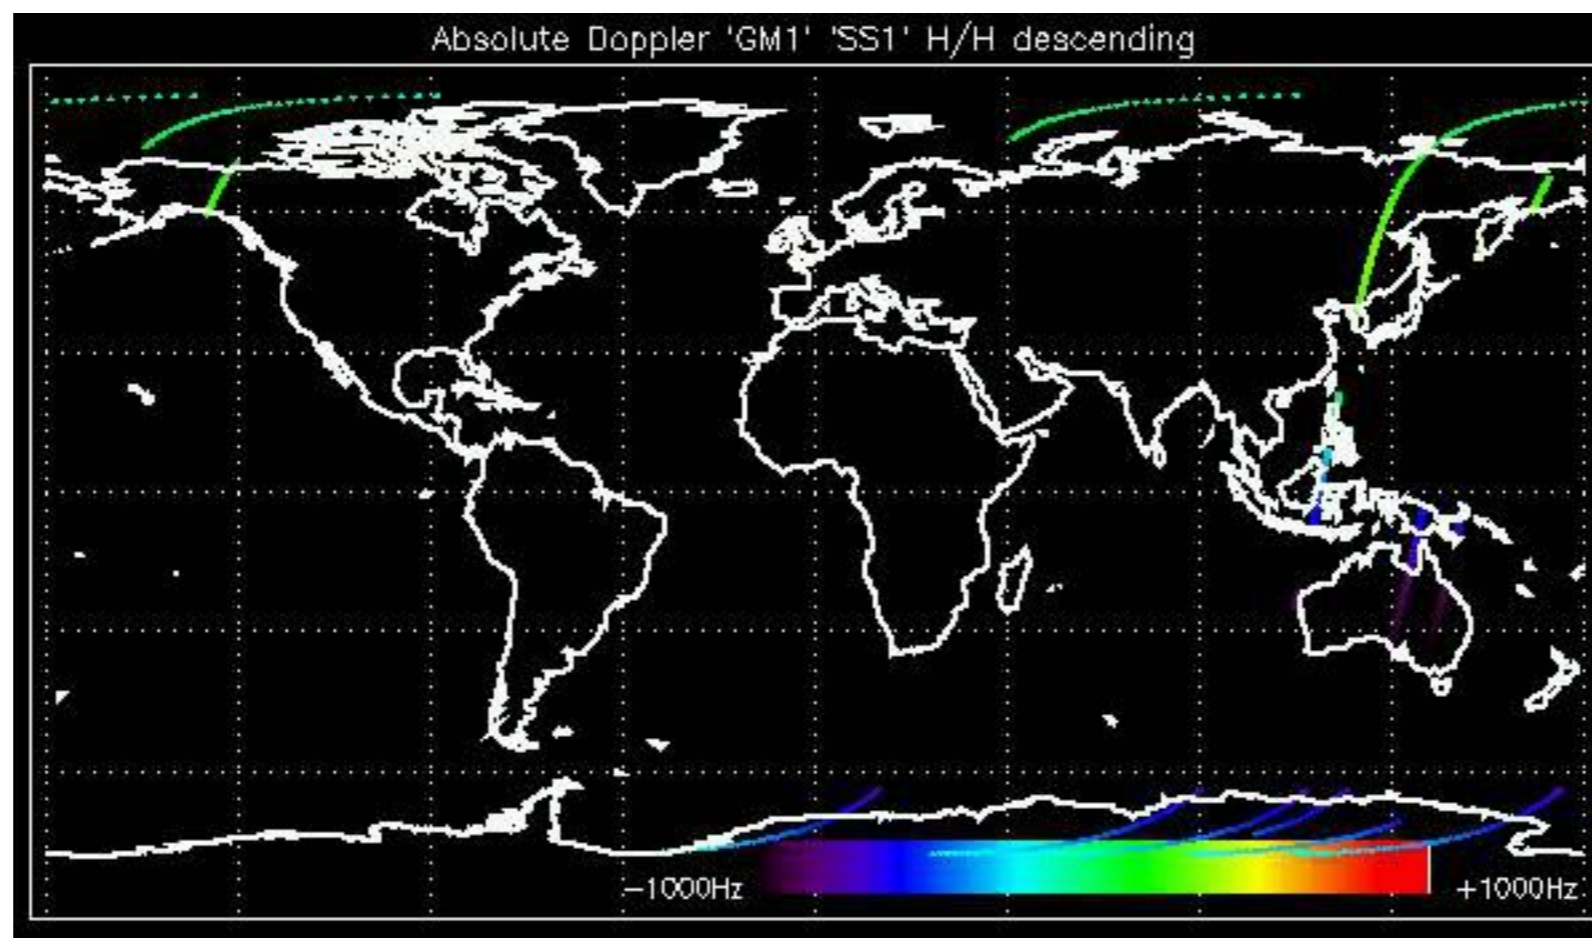 Absolute Doppler 'GM1' 'SS1' H/H descending
-1000Hz
+1000Hz